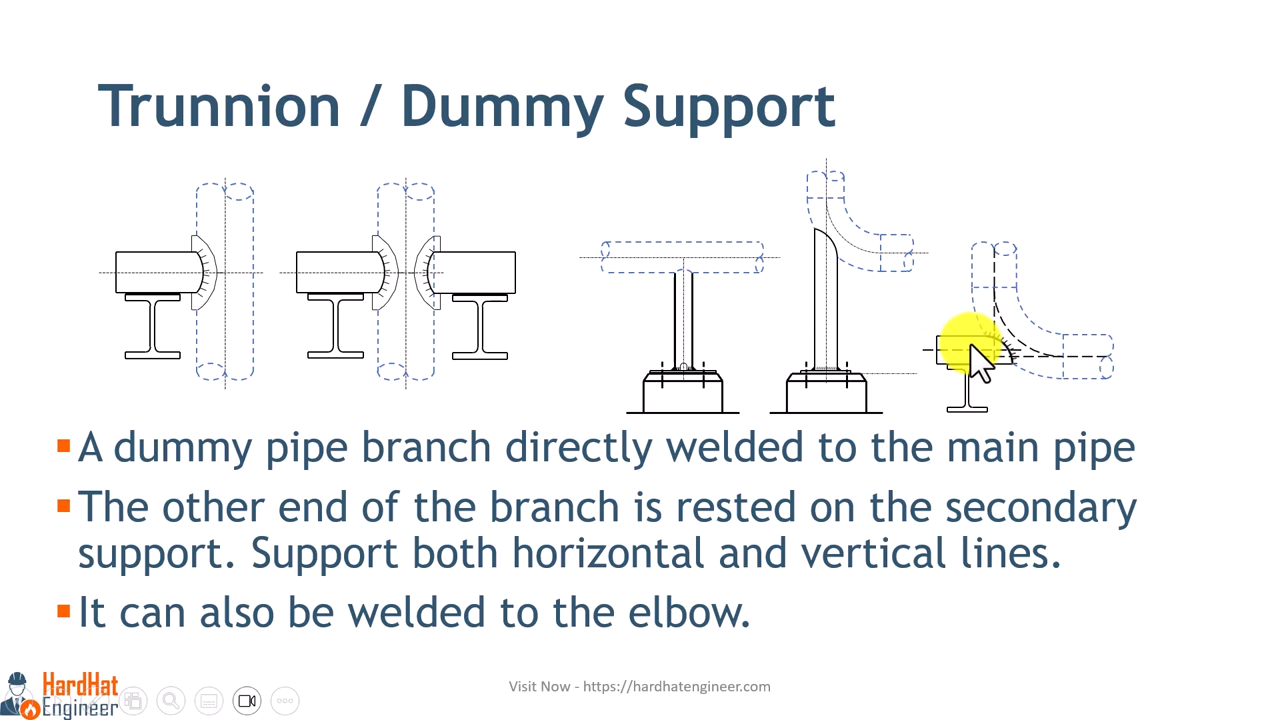 Trunnion / Dummy Support
▪A dummy pipe branch directly welded to the main pipe
▪The other end of the branch is rested on the secondary
support. Support both horizontal and vertical lines.
▪It can also be welded to the elbow.
HardHat
Engineer
Visit Now - https://hardhatengineer.com